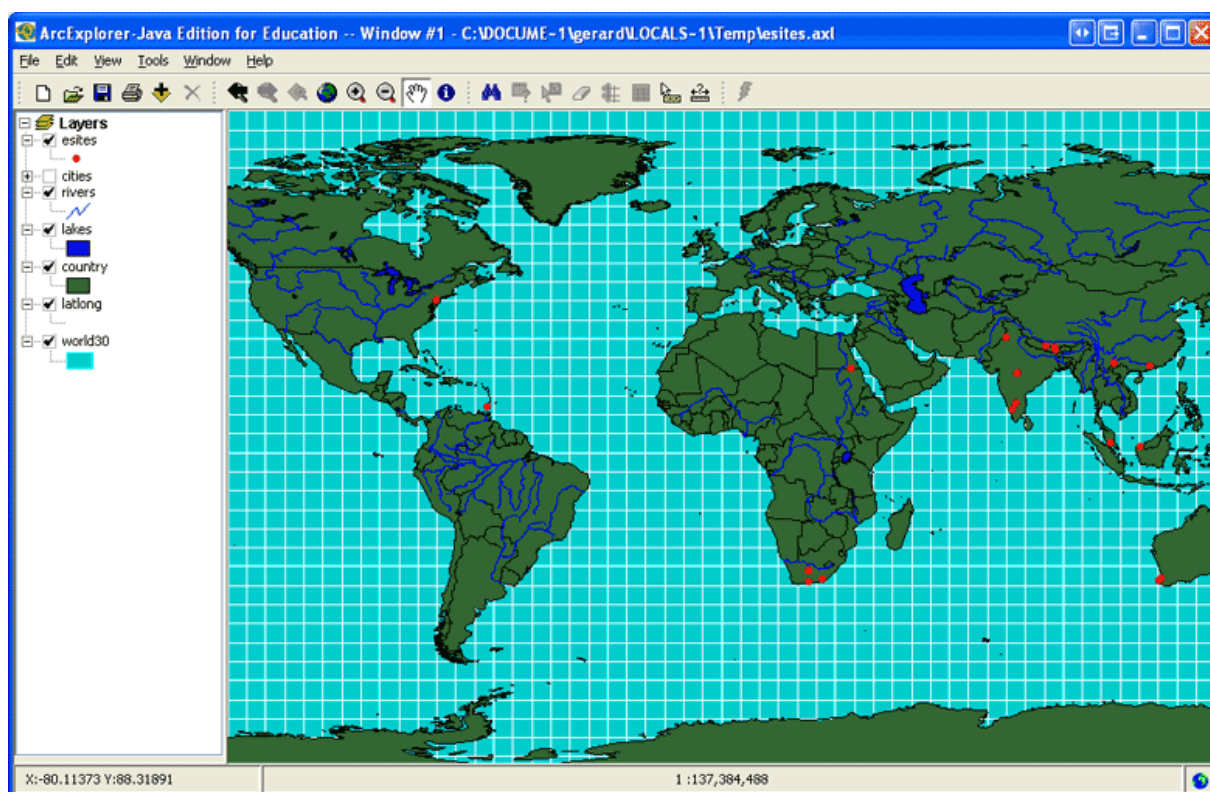 ArcExplorer-Java Edition for Education -- Window #1 - C:\DOCUME~1\gerard\LOCALS~1\Temp\esites.axl
File Edit View Tools Window Help
Layers
esites
cities
rivers
lakes
country
latlong
world30
X:-80.11373 Y:88.31891
1 :137,384,488